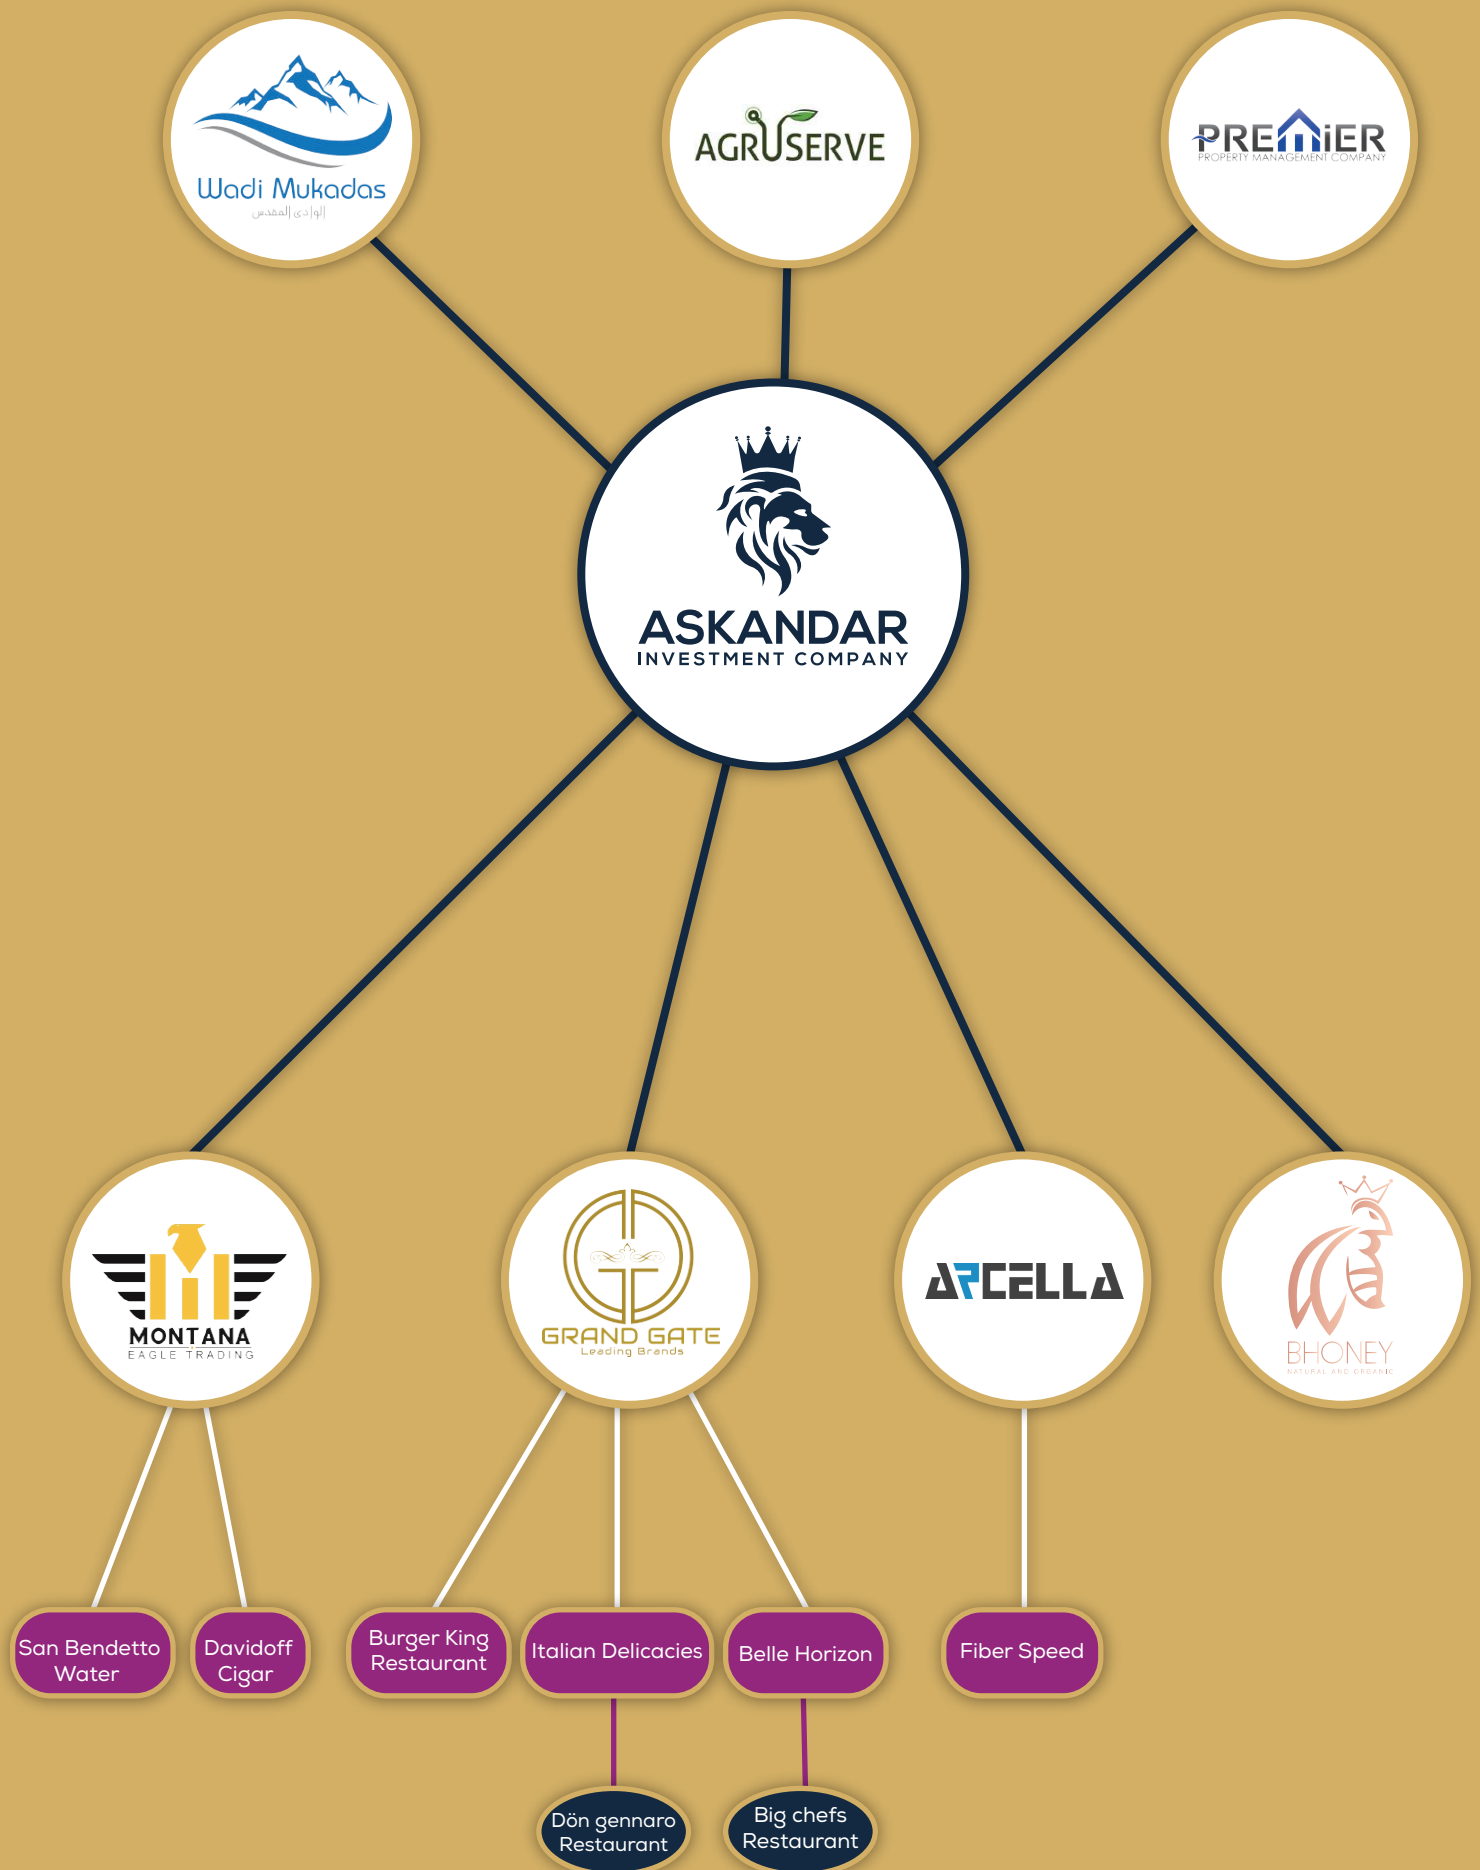 Wadi Mukadas
الوادي المقدس
AGRUSERVE
PREMiER
PROPERTY MANAGEMENT COMPANY
ASKANDAR
INVESTMENT COMPANY
MONTANA
EAGLE TRADING
GRAND GATE
Leading Brands
ARCELLA
BHONEY
NATURAL AND ORGANIC
San Bendetto
Water
Davidoff
Cigar
Burger King
Restaurant
Italian Delicacies
Belle Horizon
Fiber Speed
Dön gennaro
Restaurant
Big chefs
Restaurant